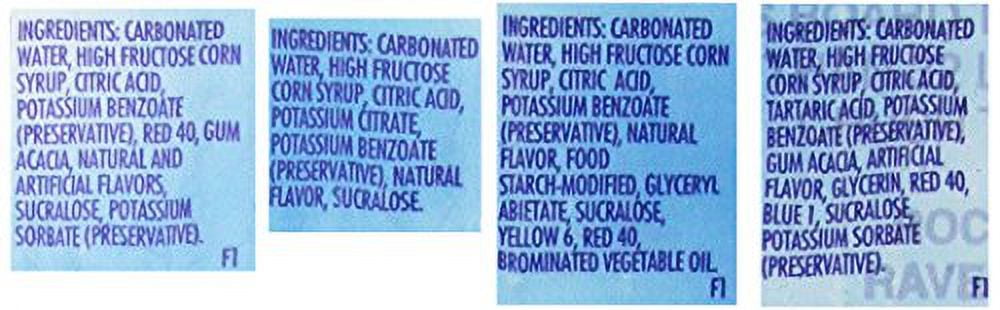 INGREDIENTS: CARBONATED
WATER, HIGH FRUCTOSE CORN
SYRUP, CITRIC ACID,
POTASSIUM BENZOATE
(PRESERVATIVE), RED 40, GUM
ACACIA, NATURAL AND
ARTIFICIAL FLAVORS,
SUCRALOSE, POTASSIUM
SORBATE (PRESERVATIVE).
F1
INGREDIENTS: CARBONATED
WATER, HIGH FRUCTOSE
CORN SYRUP, CITRIC ACID,
POTASSIUM CITRATE,
POTASSIUM BENZOATE
(PRESERVATIVE), NATURAL
FLAVOR, SUCRALOSE.
INGREDIENTS: CARBONATED
WATER, HIGH FRUCTOSE CORN
SYRUP, CITRIC ACID,
POTASSIUM BENZOATE
(PRESERVATIVE), NATURAL
FLAVOR, FOOD
STARCH-MODIFIED, GLYCERYL
ABIETATE, SUCRALOSE,
YELLOW 6, RED 40,
BROMINATED VEGETABLE OIL.
F1
INGREDIENTS: CARBONATED
WATER, HIGH FRUCTOSE
CORN SYRUP, CITRIC ACID,
TARTARIC ACID, POTASSIUM
BENZOATE (PRESERVATIVE),
GUM ACACIA, ARTIFICIAL
FLAVOR, GLYCERIN, RED 40,
BLUE 1, SUCRALOSE,
POTASSIUM SORBATE
(PRESERVATIVE).
F1